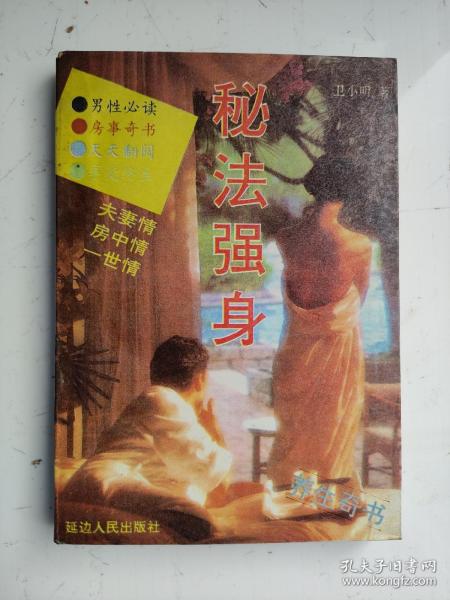 卫小明 著
秘法强身
男性必读
房事奇书
天天翻阅
夫妻情
房中情
一世情
养生奇书
延边人民出版社
孔夫子旧书网
www.kongfz.com